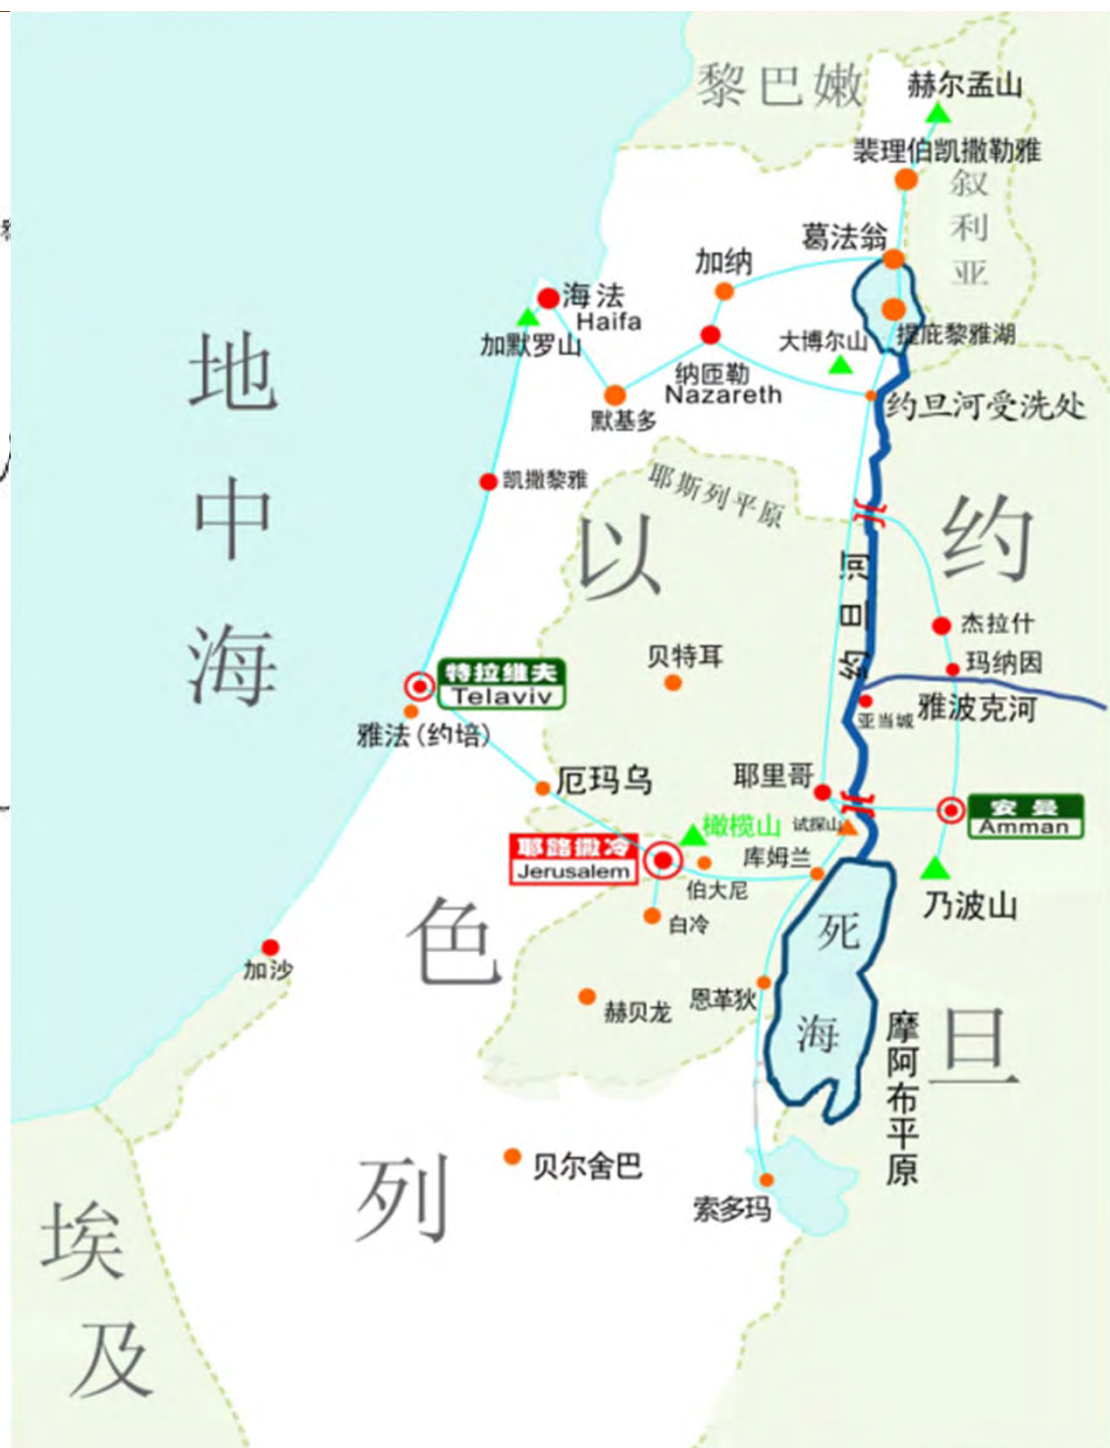 黎巴嫩
赫尔孟山
裴理伯凯撒勒雅
叙利亚
葛法翁
加纳
海法
Haifa
加默罗山
提庇黎雅湖
大博尔山
纳匝勒
Nazareth
默基多
约旦河受洗处
地中海
凯撒黎雅
耶斯列平原
以色列
约旦
约旦河
杰拉什
贝特耳
玛纳因
特拉维夫
Telaviv
雅波克河
亚当城
雅法(约培)
厄玛乌
耶里哥
安曼
Amman
橄榄山
试探山
耶路撒冷
Jerusalem
库姆兰
伯大尼
乃波山
白冷
死海
加沙
恩革狄
赫贝龙
摩阿布平原
贝尔舍巴
索多玛
埃及